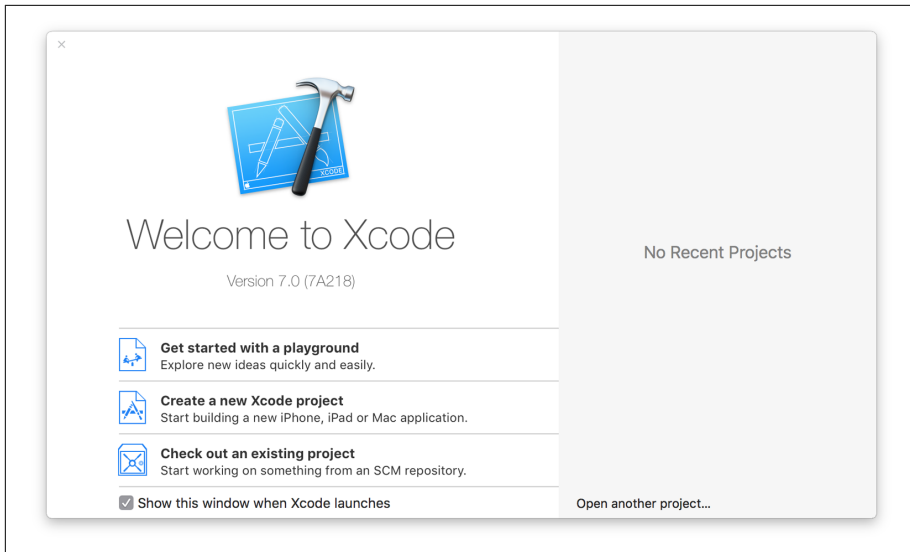 XCODE
Welcome to Xcode
Version 7.0 (7A218)
Get started with a playground
Explore new ideas quickly and easily.
Create a new Xcode project
Start building a new iPhone, iPad or Mac application.
Check out an existing project
Start working on something from an SCM repository.
Show this window when Xcode launches
No Recent Projects
Open another project...